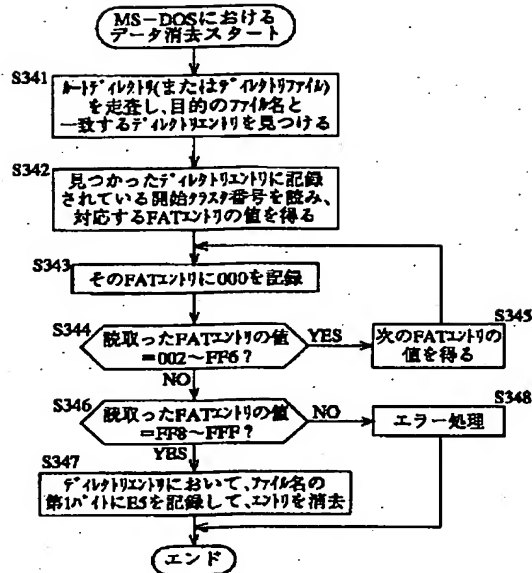 MS-DOSにおける
データ消去スタート
S341
ルートディレクトリ(またはディレクトリファイル)
を走査し、目的のファイル名と
一致するディレクトリエントリを見つける
S342
見つかったディレクトリエントリに記録
されている開始クラスタ番号を読み、
対応するFATエントリの値を得る
S343
そのFATエントリに000を記録
S344
読取ったFATエントリの値
=002~FF6?
YES
S345
次のFATエントリの
値を得る
NO
S346
読取ったFATエントリの値
=FF8~FFF?
NO
S348
エラー処理
YES
S347
ディレクトリエントリにおいて、ファイル名の
第1バイトにE5を記録して、エントリを消去
エンド